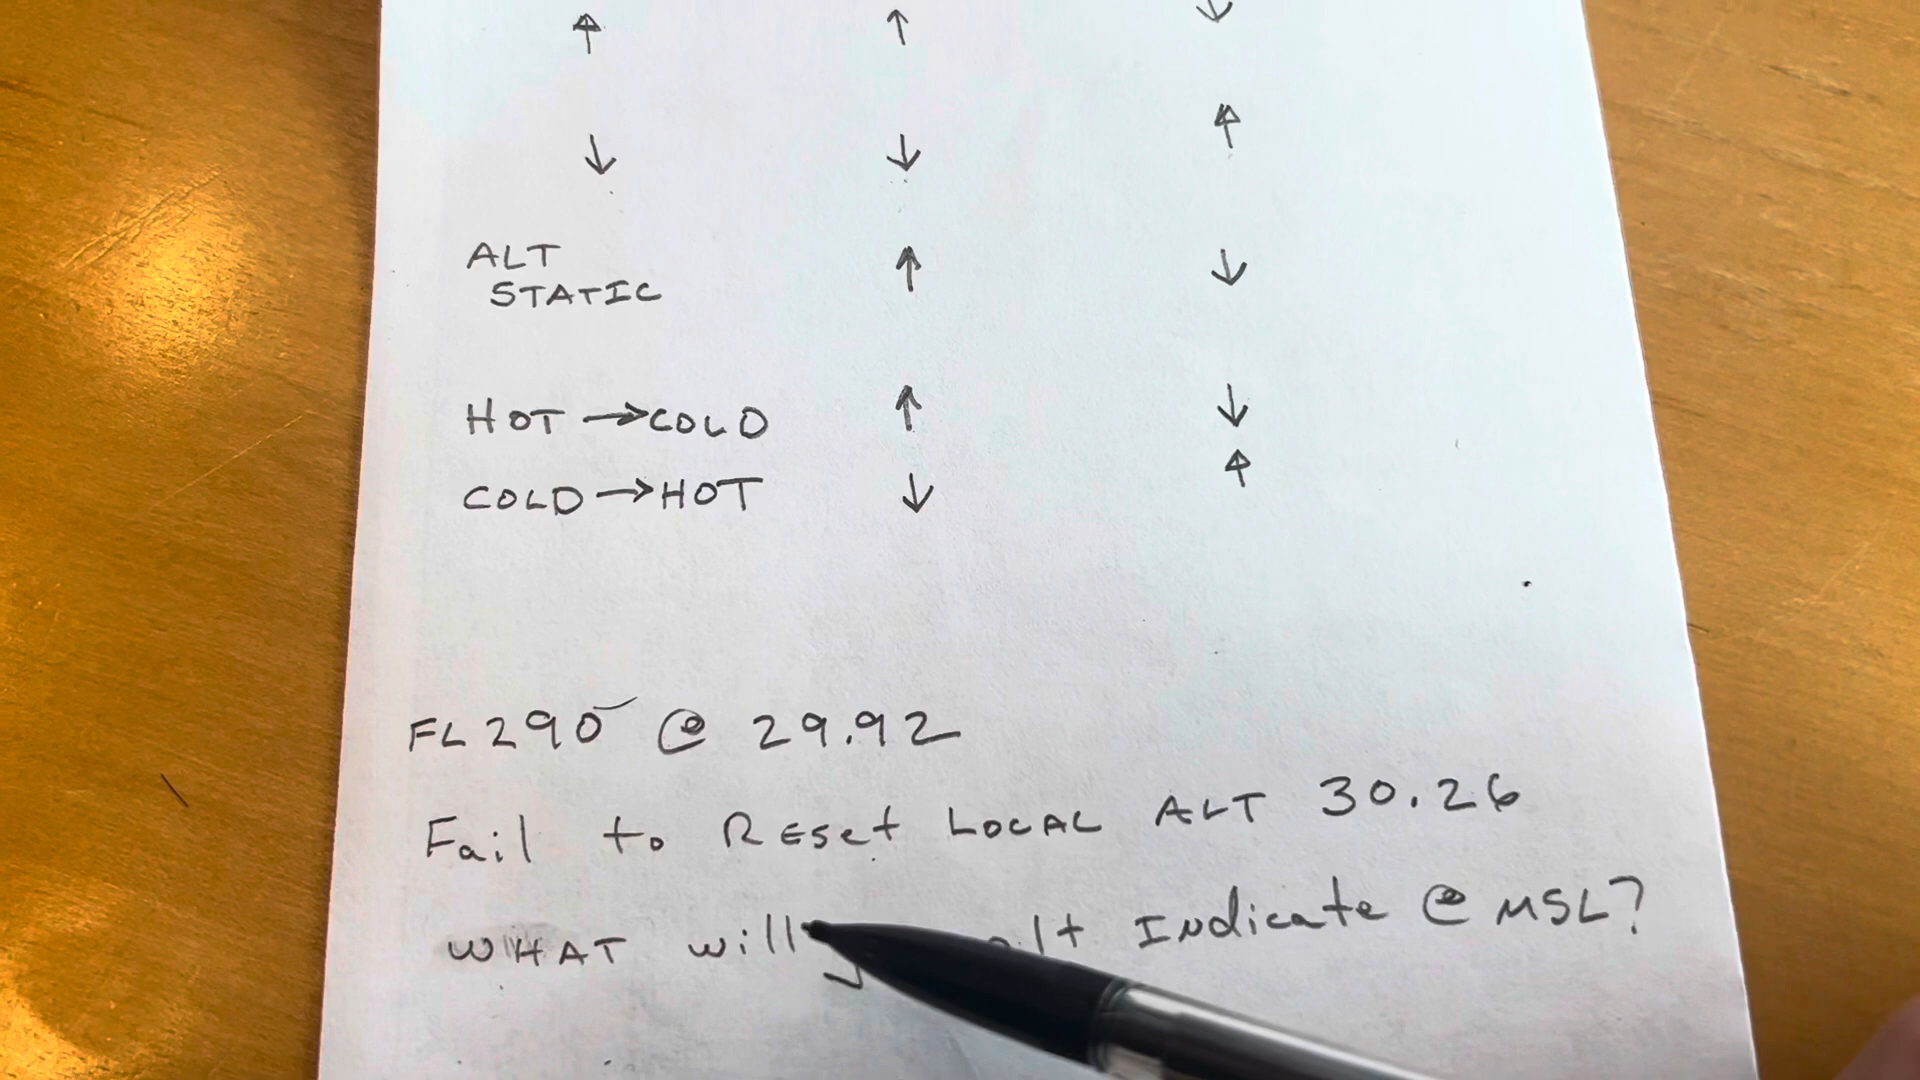 ↑ ↑ ↓
↓ ↓ ↑
ALT ↑ ↓
STATIC
HOT → COLD ↑ ↓
COLD → HOT ↓ ↑
FL290 @ 29.92
Fail to Reset Local ALT 30.26
WHAT will alt Indicate @ MSL?